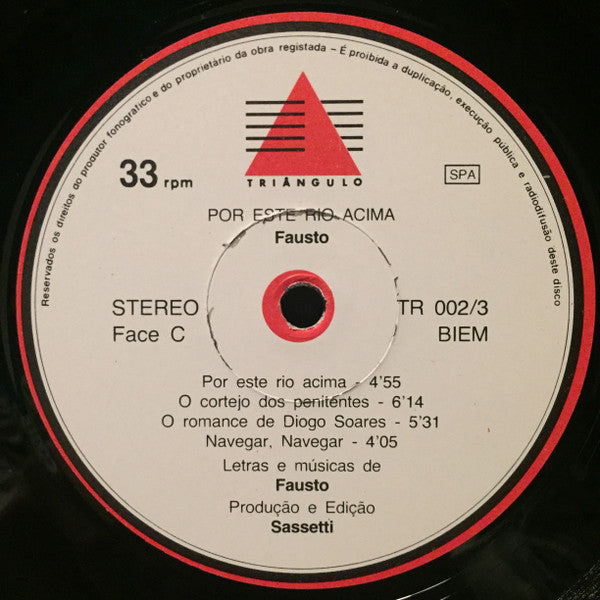 Reservados os direitos do produtor fonográfico e do proprietário da obra registada – É proibida a duplicação, execução pública e radiodifusão deste disco
TRIÂNGULO
33 rpm
SPA
POR ESTE RIO ACIMA
Fausto
STEREO
TR 002/3
Face C
BIEM
Por este rio acima - 4'55
O cortejo dos penitentes - 6'14
O romance de Diogo Soares - 5'31
Navegar, Navegar - 4'05
Letras e músicas de
Fausto
Produção e Edição
Sassetti